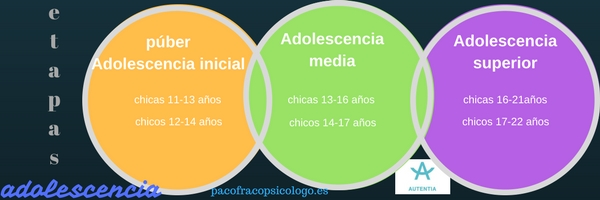 etapas
adolescencia
púber
Adolescencia inicial
chicas 11-13 años
chicos 12-14 años
Adolescencia
media
chicas 13-16 años
chicos 14-17 años
Adolescencia
superior
chicas 16-21años
chicos 17-22 años
pacofracopsicologo.es
AUTENTIA